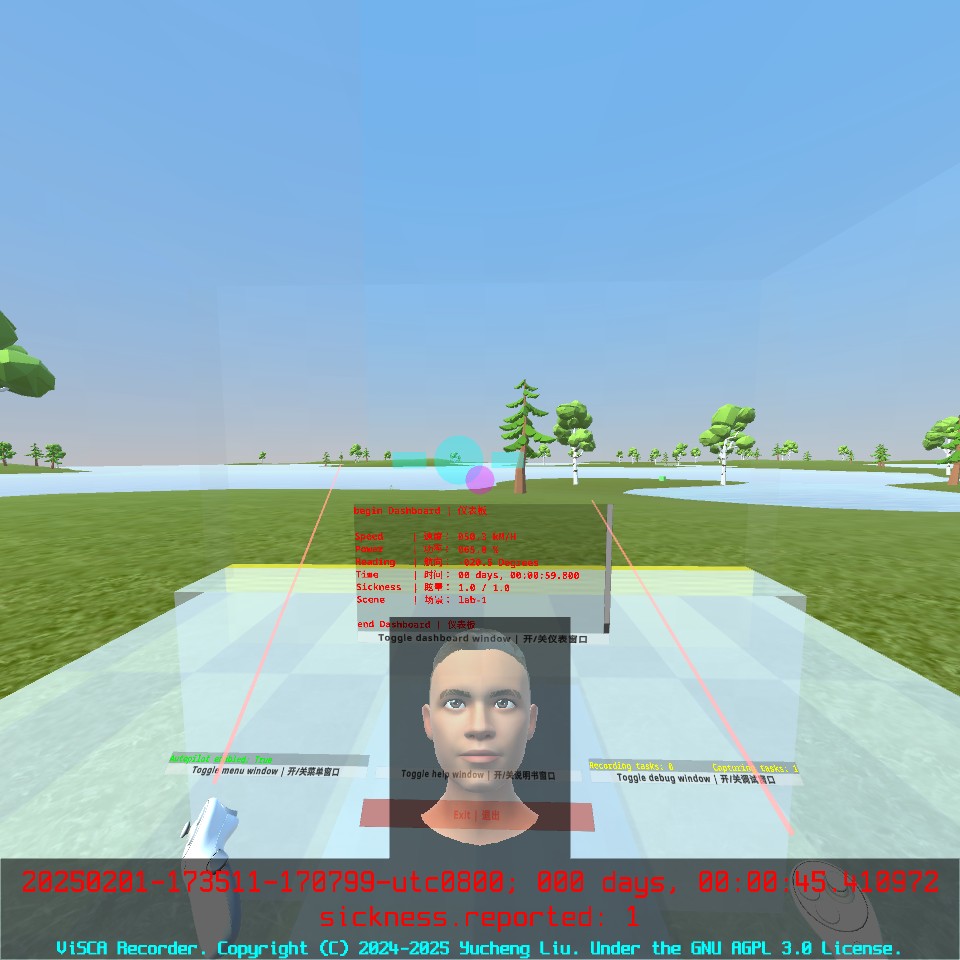 begin Dashboard | 仪表板
Speed | 速度： 050.3 kM/H
Power | 功率：
Heading | 航向： Degrees
Time | 时间： 00 days, 00:00:59.800
Sickness | 眩晕： 1.0 / 1.0
Scene | 场景： lab-1
end Dashboard | 仪表板
Toggle dashboard window | 开/关仪表窗口
Autopilot enabled: True
Toggle menu window | 开/关菜单窗口
Toggle help window | 开/关说明书窗口
Recording tasks: 0 Capturing tasks: 1
Toggle debug window | 开/关调试窗口
Exit | 退出
20250201-173511-170799-utc0800; 000 days, 00:00:45.410972
sickness.reported: 1
ViSCA Recorder. Copyright (C) 2024-2025 Yucheng Liu. Under the GNU AGPL 3.0 License.